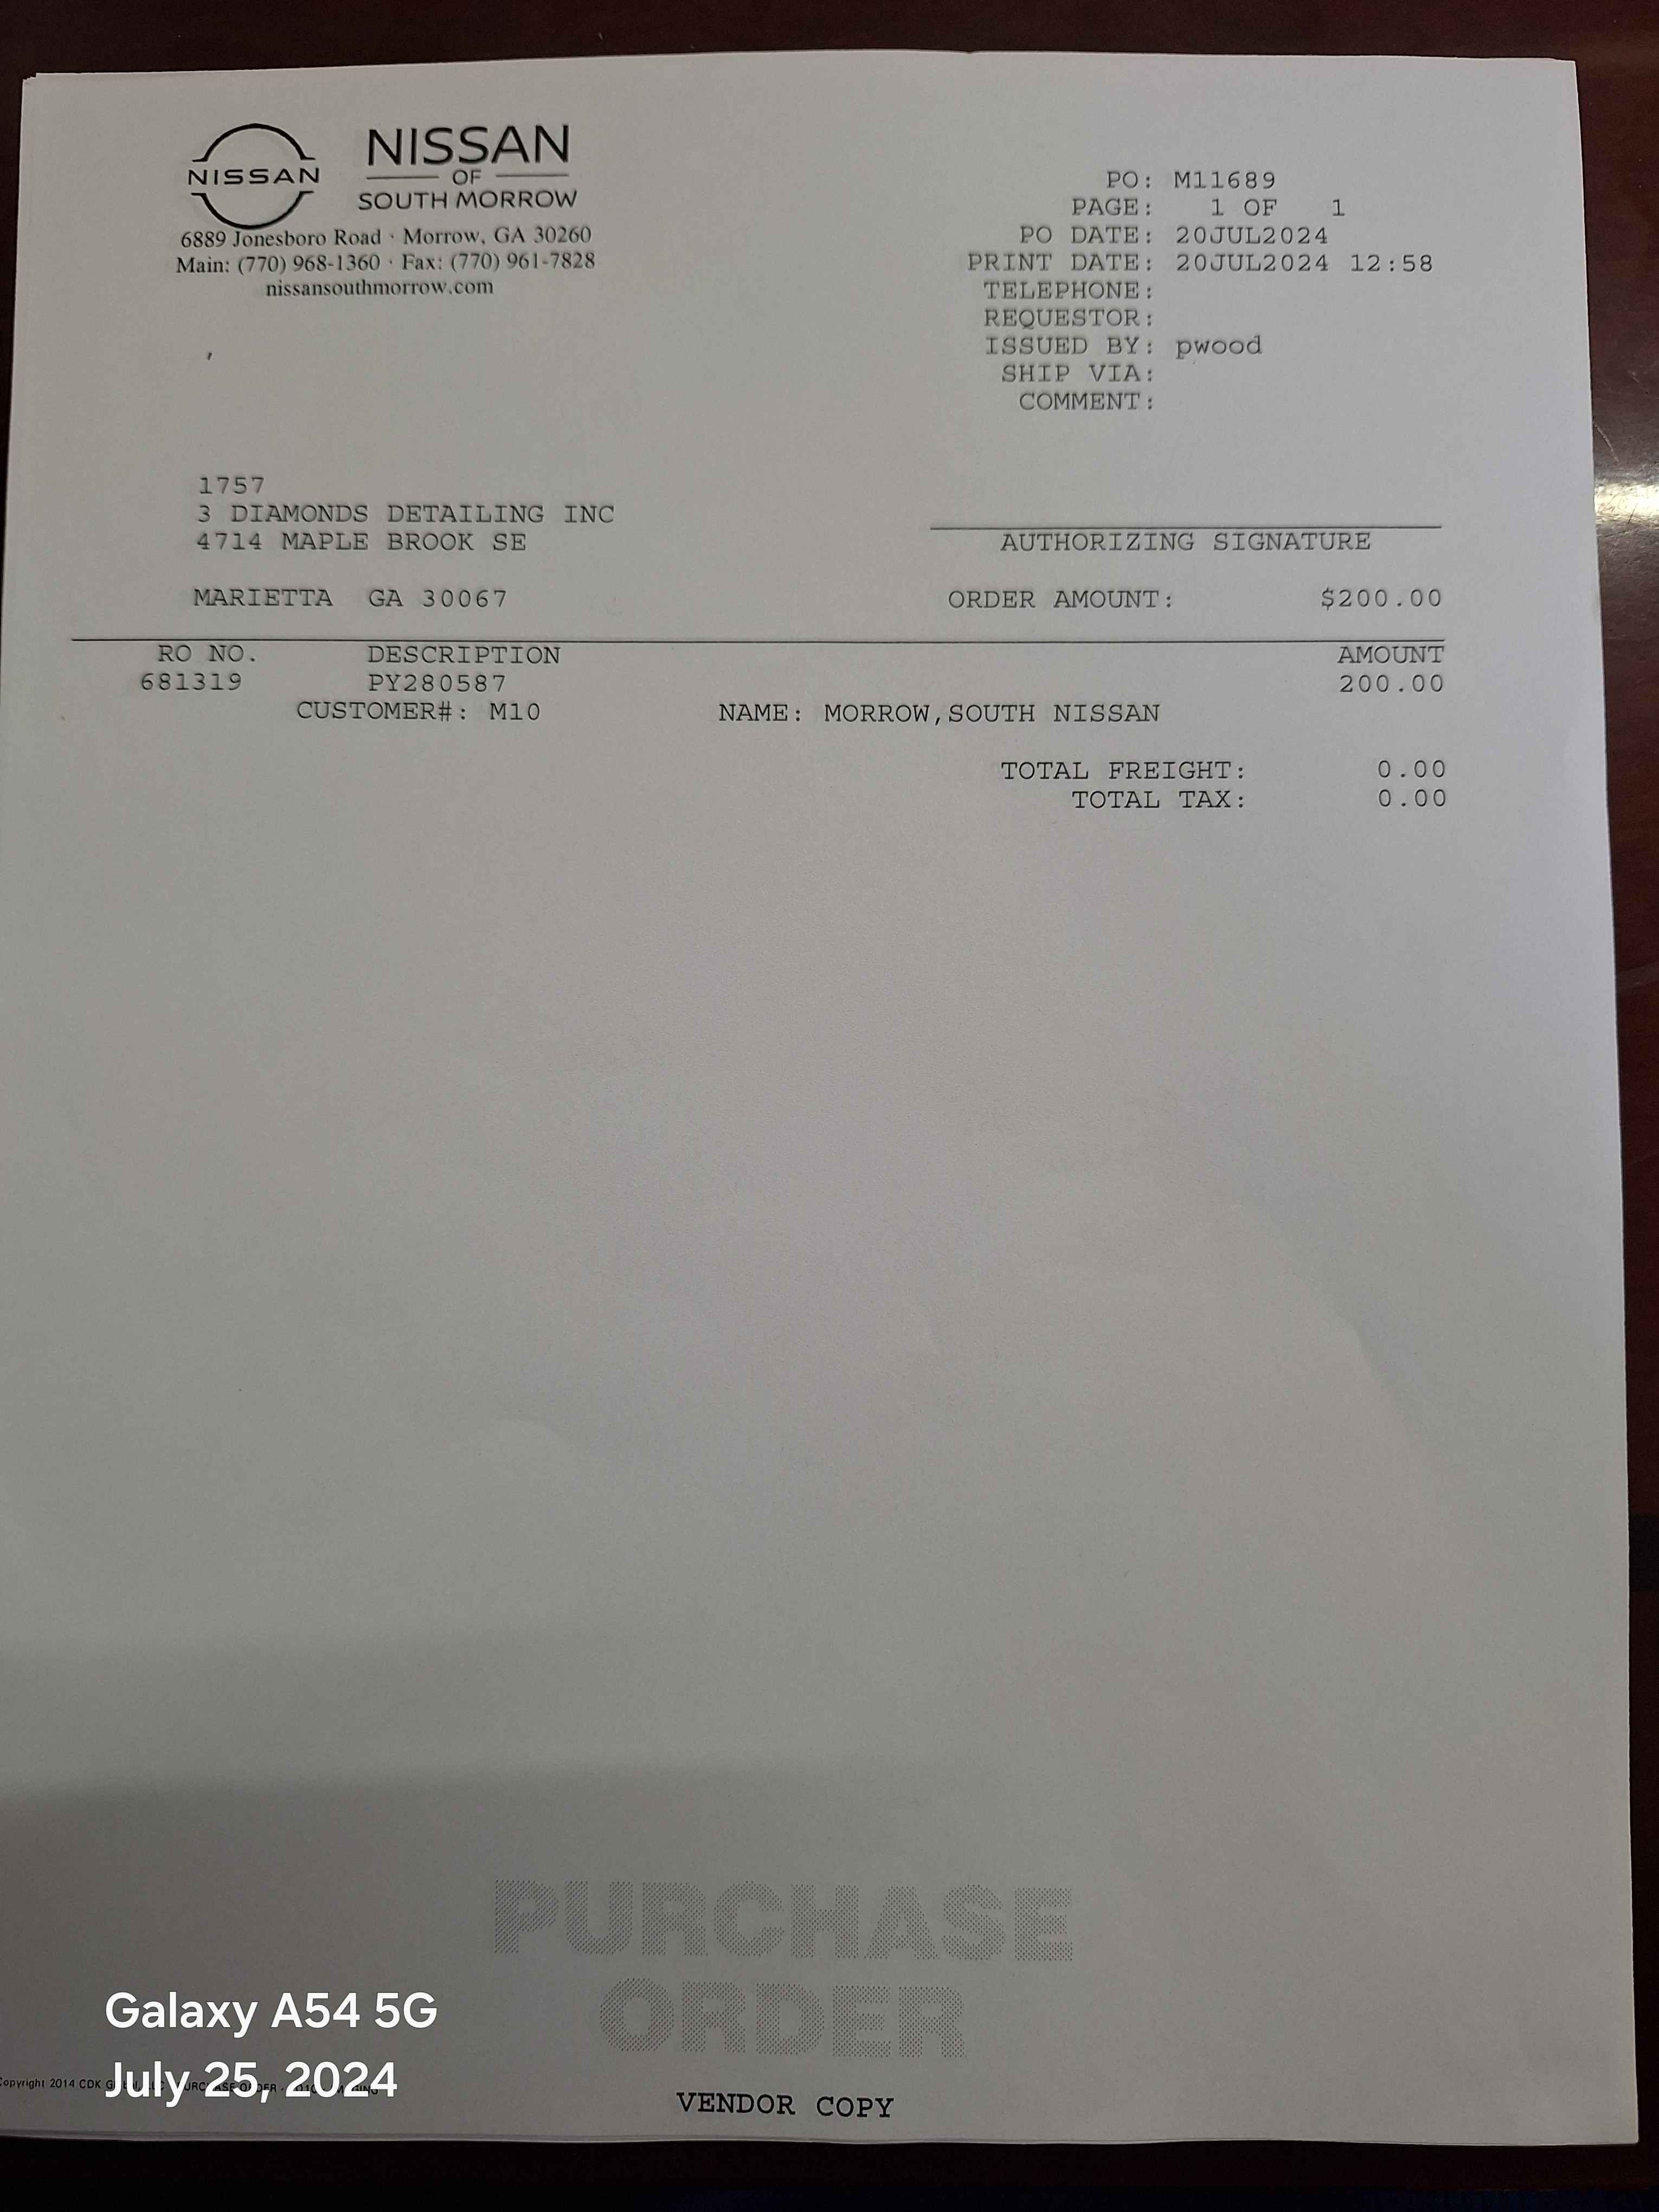 NISSAN
NISSAN
OF
SOUTH MORROW
6889 Jonesboro Road · Morrow, GA 30260
Main: (770) 968-1360 · Fax: (770) 961-7828
nissansouthmorrow.com
PO: M11689
PAGE: 1 OF 1
PO DATE: 20JUL2024
PRINT DATE: 20JUL2024 12:58
TELEPHONE:
REQUESTOR:
ISSUED BY: pwood
SHIP VIA:
COMMENT:
1757
3 DIAMONDS DETAILING INC
4714 MAPLE BROOK SE
MARIETTA GA 30067
AUTHORIZING SIGNATURE
ORDER AMOUNT: $200.00
RO NO. DESCRIPTION AMOUNT
681319 PY280587 200.00
CUSTOMER#: M10 NAME: MORROW,SOUTH NISSAN
TOTAL FREIGHT: 0.00
TOTAL TAX: 0.00
PURCHASE
ORDER
Galaxy A54 5G
July 25, 2024
Copyright 2014 CDK
VENDOR COPY